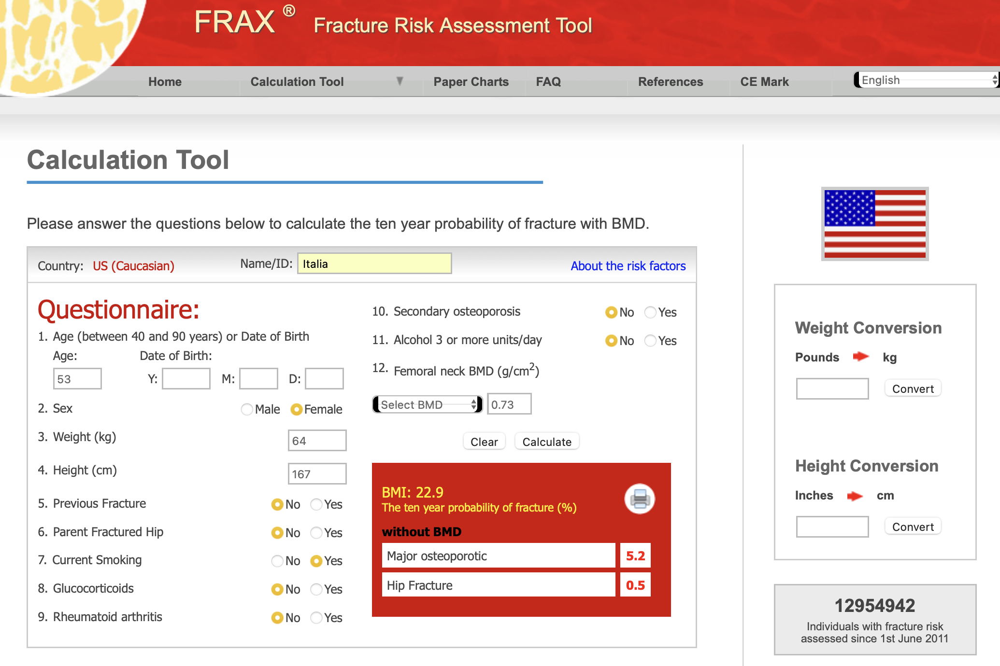 FRAX ® Fracture Risk Assessment Tool
Home Calculation Tool ▼ Paper Charts FAQ References CE Mark English
Calculation Tool
Please answer the questions below to calculate the ten year probability of fracture with BMD.
Country: US (Caucasian) Name/ID: Italia About the risk factors
Questionnaire:
1. Age (between 40 and 90 years) or Date of Birth
Age: Date of Birth:
53 Y: M: D:
2. Sex Male Female
3. Weight (kg) 64
4. Height (cm) 167
5. Previous Fracture No Yes
6. Parent Fractured Hip No Yes
7. Current Smoking No Yes
8. Glucocorticoids No Yes
9. Rheumatoid arthritis No Yes
10. Secondary osteoporosis No Yes
11. Alcohol 3 or more units/day No Yes
12. Femoral neck BMD (g/cm²)
Select BMD 0.73
Clear Calculate
BMI: 22.9
The ten year probability of fracture (%)
without BMD
Major osteoporotic 5.2
Hip Fracture 0.5
Weight Conversion
Pounds kg
Convert
Height Conversion
Inches cm
Convert
12954942
Individuals with fracture risk
assessed since 1st June 2011